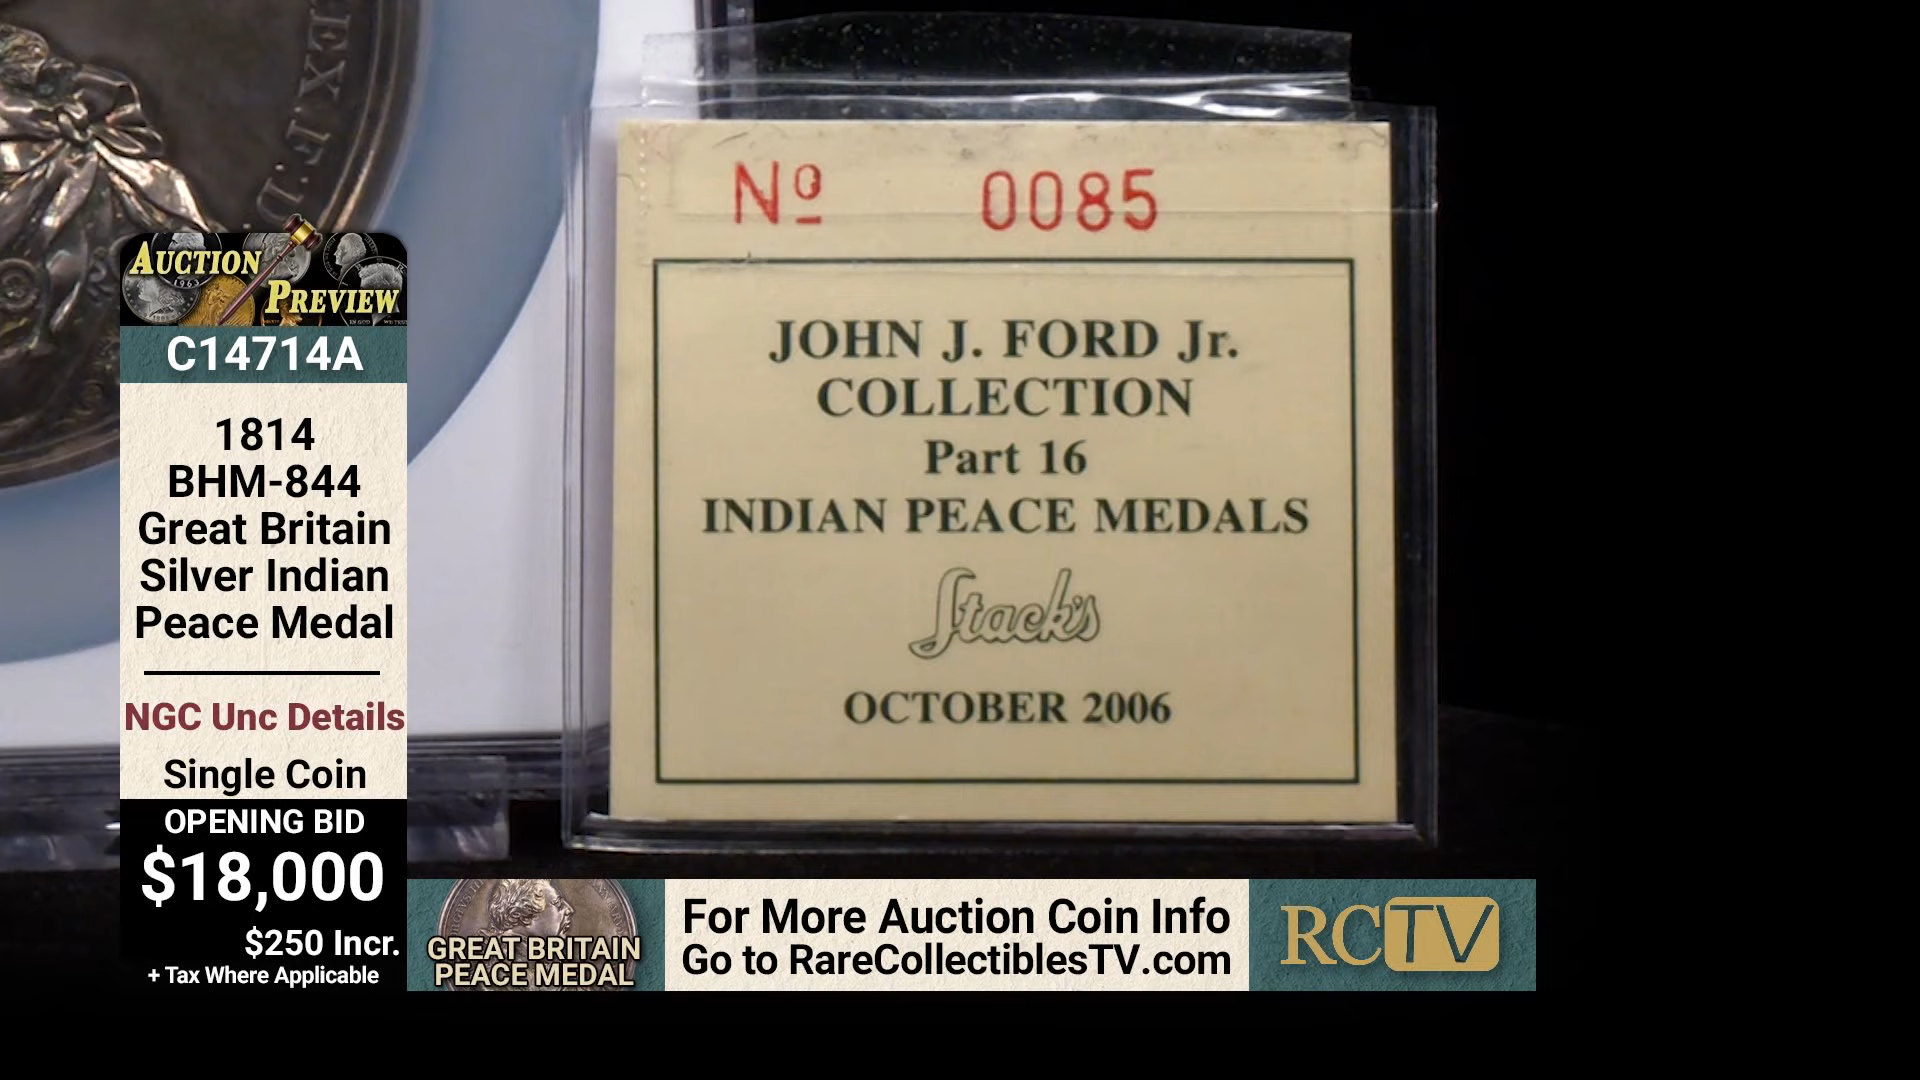 EX.F:D.
Nº 0085
JOHN J. FORD Jr.
COLLECTION
Part 16
INDIAN PEACE MEDALS
Stack's
OCTOBER 2006
AUCTION
PREVIEW
C14714A
1814
BHM-844
Great Britain
Silver Indian
Peace Medal
NGC Unc Details
Single Coin
OPENING BID
$18,000
$250 Incr.
+ Tax Where Applicable
GREAT BRITAIN
PEACE MEDAL
For More Auction Coin Info
Go to RareCollectiblesTV.com
RCTV